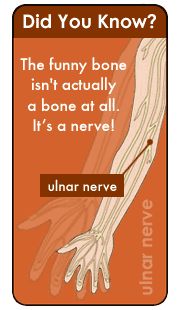 Did You Know?
The funny bone
isn't actually
a bone at all.
It's a nerve!
ulnar nerve
ulnar nerve